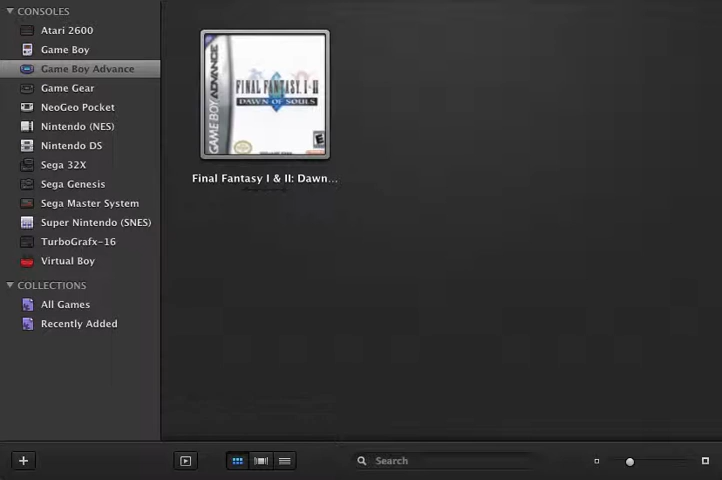 CONSOLES
Atari 2600
Game Boy
Game Boy Advance
Game Gear
NeoGeo Pocket
Nintendo (NES)
Nintendo DS
Sega 32X
Sega Genesis
Sega Master System
Super Nintendo (SNES)
TurboGrafx-16
Virtual Boy
COLLECTIONS
All Games
Recently Added
GAME BOY ADVANCE
FINAL FANTASY I·II
DAWN OF SOULS
E
Final Fantasy I & II: Dawn...
Search